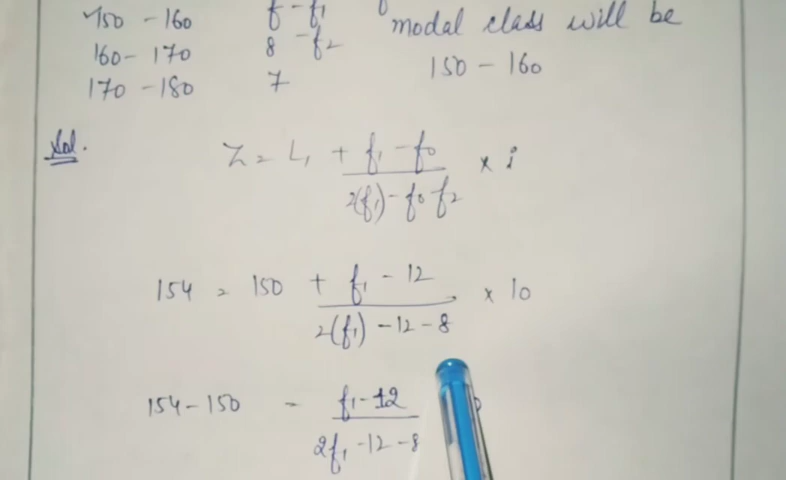 150 - 160 f - f1 modal class will be
160 - 170 8 - f2 150 - 160
170 - 180 7
Sol.
Z = L1 + f1 - f0 / 2(f1) - f0 f2 × i
154 = 150 + f1 - 12 / 2(f1) - 12 - 8 × 10
154 - 150 - f1 - 12 / 2f1 - 12 - 8